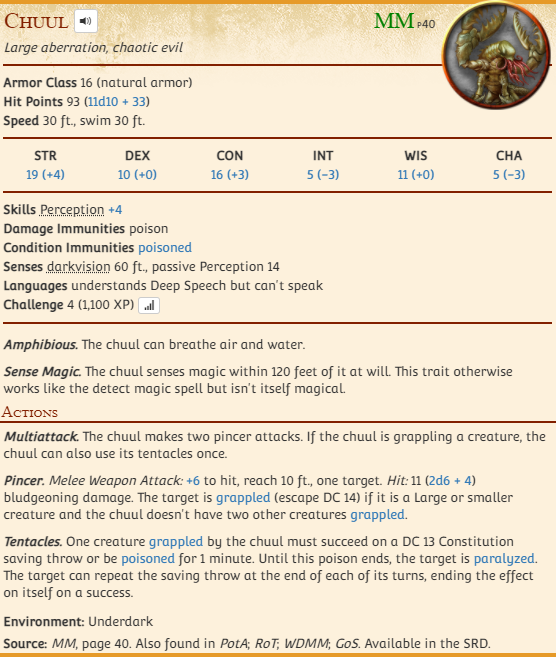 Chuul MM p40
Large aberration, chaotic evil
Armor Class 16 (natural armor)
Hit Points 93 (11d10 + 33)
Speed 30 ft., swim 30 ft.
STR DEX CON INT WIS CHA
19 (+4) 10 (+0) 16 (+3) 5 (−3) 11 (+0) 5 (−3)
Skills Perception +4
Damage Immunities poison
Condition Immunities poisoned
Senses darkvision 60 ft., passive Perception 14
Languages understands Deep Speech but can't speak
Challenge 4 (1,100 XP)
Amphibious. The chuul can breathe air and water.
Sense Magic. The chuul senses magic within 120 feet of it at will. This trait otherwise
works like the detect magic spell but isn't itself magical.
Actions
Multiattack. The chuul makes two pincer attacks. If the chuul is grappling a creature, the
chuul can also use its tentacles once.
Pincer. Melee Weapon Attack: +6 to hit, reach 10 ft., one target. Hit: 11 (2d6 + 4)
bludgeoning damage. The target is grappled (escape DC 14) if it is a Large or smaller
creature and the chuul doesn't have two other creatures grappled.
Tentacles. One creature grappled by the chuul must succeed on a DC 13 Constitution
saving throw or be poisoned for 1 minute. Until this poison ends, the target is paralyzed.
The target can repeat the saving throw at the end of each of its turns, ending the effect
on itself on a success.
Environment: Underdark
Source: MM, page 40. Also found in PotA; RoT; WDMM; GoS. Available in the SRD.